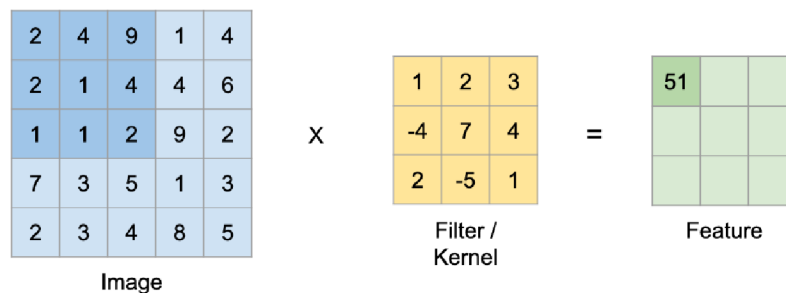 2 4 9 1 4
2 1 4 4 6
1 1 2 9 2
7 3 5 1 3
2 3 4 8 5
Image
X
1 2 3
-4 7 4
2 -5 1
Filter /
Kernel
=
51
Feature